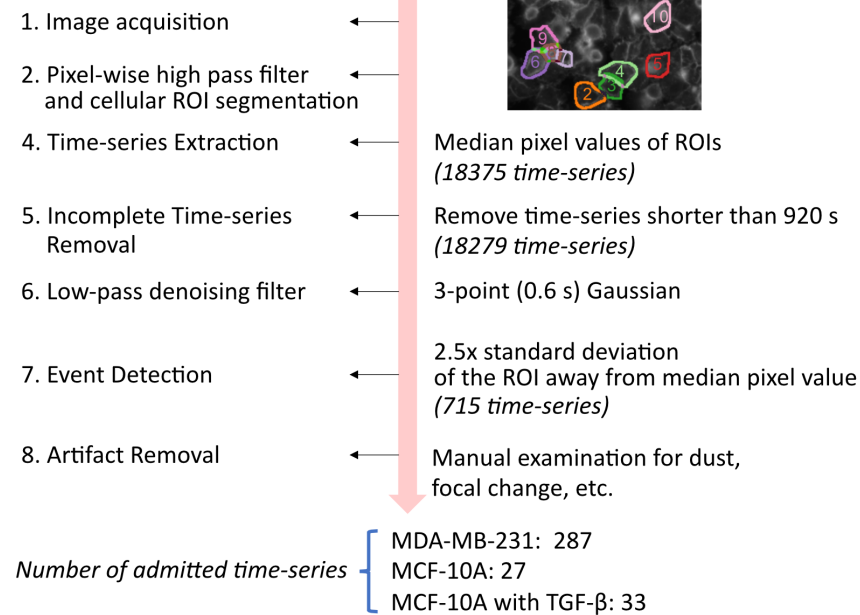 1. Image acquisition
2. Pixel-wise high pass filter
and cellular ROI segmentation
10
9
6
7
4
5
3
2
4. Time-series Extraction
Median pixel values of ROIs
(18375 time-series)
5. Incomplete Time-series
Removal
Remove time-series shorter than 920 s
(18279 time-series)
6. Low-pass denoising filter
3-point (0.6 s) Gaussian
7. Event Detection
2.5x standard deviation
of the ROI away from median pixel value
(715 time-series)
8. Artifact Removal
Manual examination for dust,
focal change, etc.
Number of admitted time-series
MDA-MB-231: 287
MCF-10A: 27
MCF-10A with TGF-β: 33